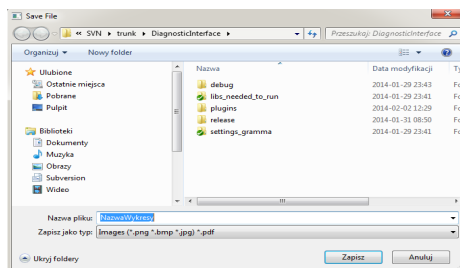 Save File
« SVN ▸ trunk ▸ DiagnosticInterface ▸
Przeszukaj: DiagnosticInterface
Organizuj Nowy folder
Ulubione
Ostatnie miejsca
Pobrane
Pulpit
Biblioteki
Dokumenty
Muzyka
Obrazy
Subversion
Wideo
Nazwa Data modyfikacji
debug 2014-01-29 23:43
libs_needed_to_run 2014-01-29 23:41
plugins 2014-02-02 12:29
release 2014-01-31 08:50
settings_gramma 2014-01-29 23:41
Nazwa pliku: NazwaWykresy
Zapisz jako typ: Images (*.png *.bmp *.jpg) *.pdf
Ukryj foldery Zapisz Anuluj